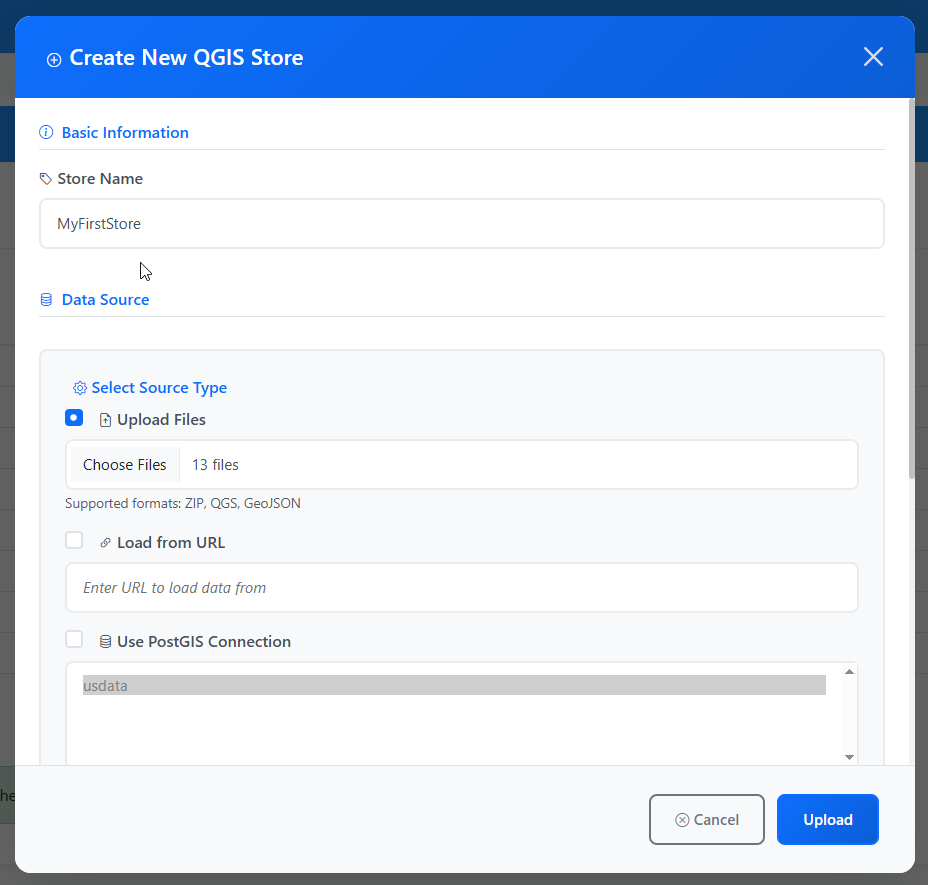 Create New QGIS Store
Basic Information
Store Name
MyFirstStore
Data Source
Select Source Type
Upload Files
Choose Files 13 files
Supported formats: ZIP, QGS, GeoJSON
Load from URL
Enter URL to load data from
Use PostGIS Connection
usdata
he
Cancel Upload